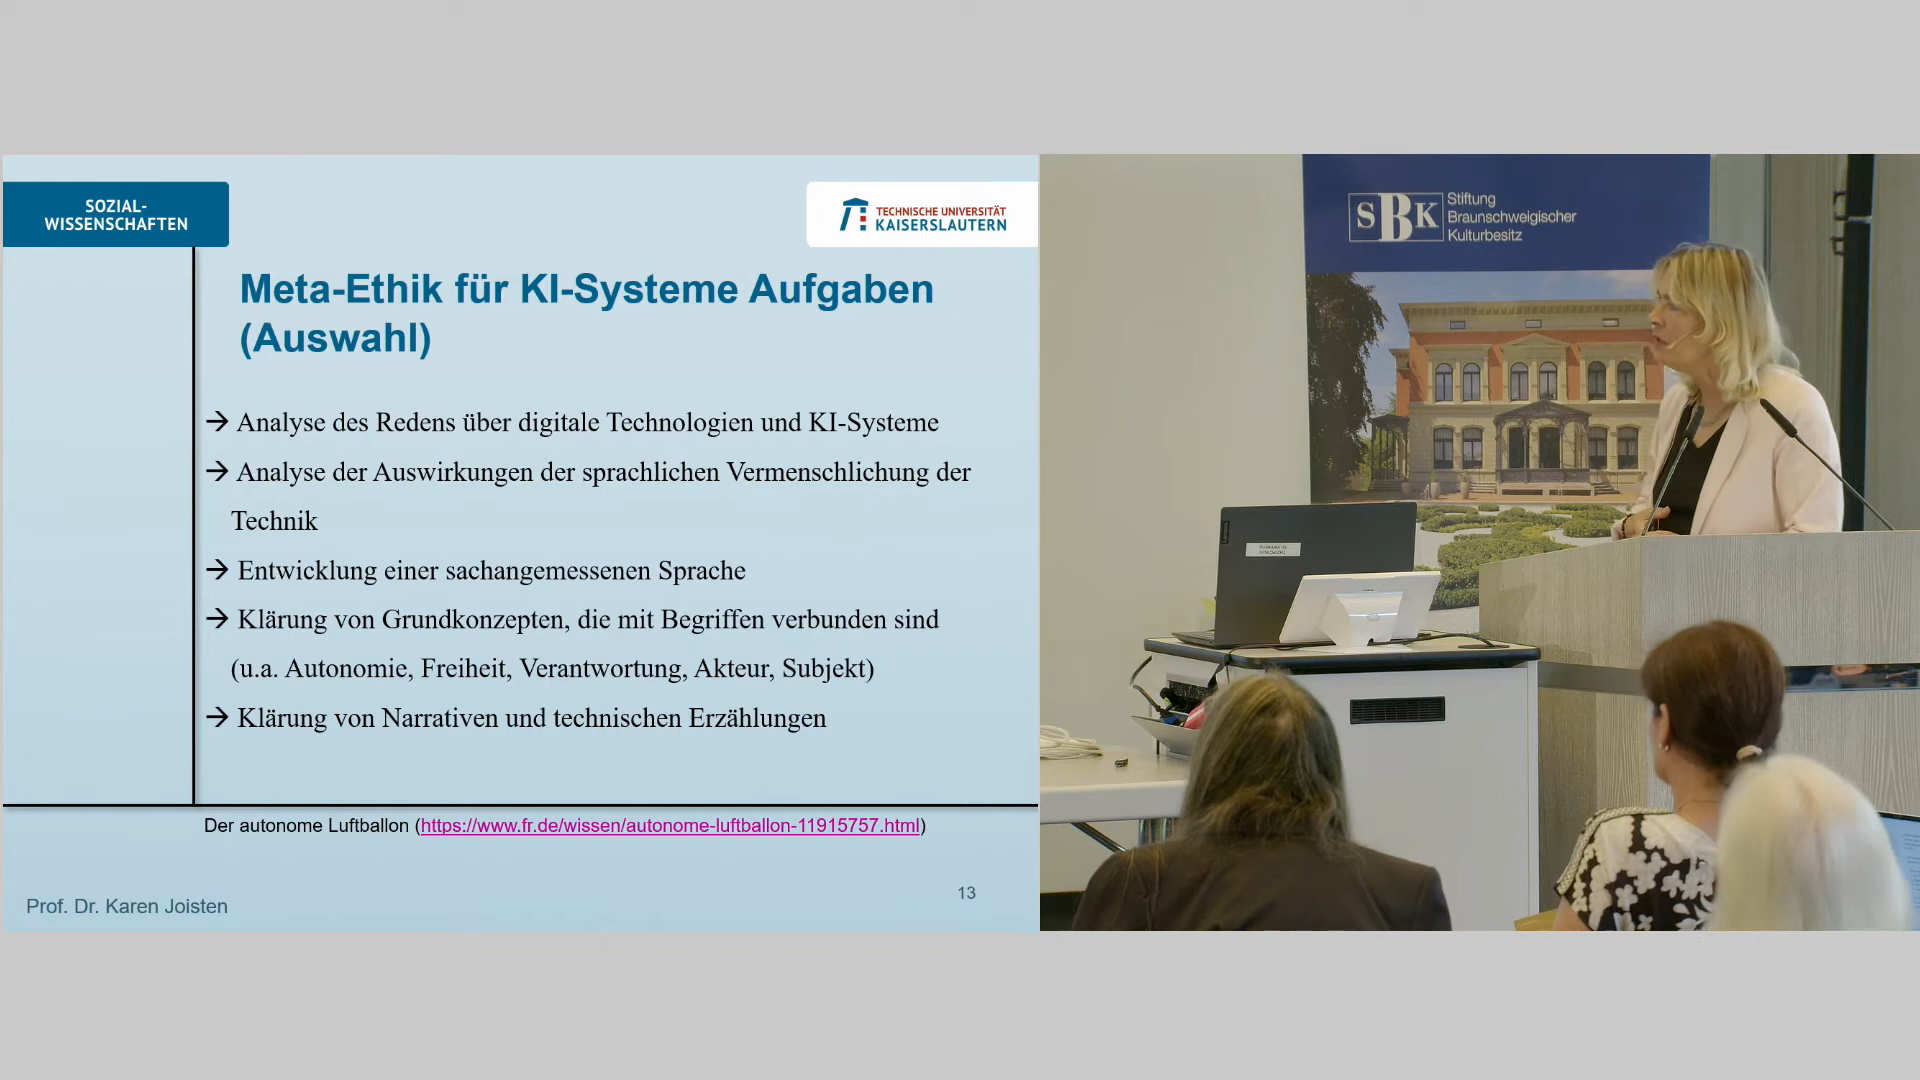 SOZIAL-
WISSENSCHAFTEN
TECHNISCHE UNIVERSITÄT
KAISERSLAUTERN
Meta-Ethik für KI-Systeme Aufgaben
(Auswahl)
→ Analyse des Redens über digitale Technologien und KI-Systeme
→ Analyse der Auswirkungen der sprachlichen Vermenschlichung der
Technik
→ Entwicklung einer sachangemessenen Sprache
→ Klärung von Grundkonzepten, die mit Begriffen verbunden sind
(u.a. Autonomie, Freiheit, Verantwortung, Akteur, Subjekt)
→ Klärung von Narrativen und technischen Erzählungen
Der autonome Luftballon (https://www.fr.de/wissen/autonome-luftballon-11915757.html)
Prof. Dr. Karen Joisten
13
SBK
Stiftung
Braunschweigischer
Kulturbesitz